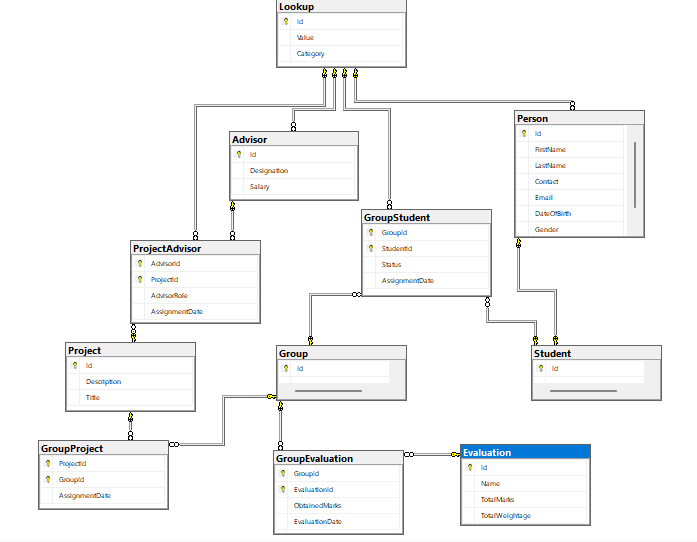 Lookup
Id
Value
Category
Person
Id
FirstName
LastName
Contact
Email
DateOfBirth
Gender
Advisor
Id
Designation
Salary
GroupStudent
GroupId
StudentId
Status
AssignmentDate
ProjectAdvisor
AdvisorId
ProjectId
AdvisorRole
AssignmentDate
Project
Id
Description
Title
Group
Id
Student
Id
GroupProject
ProjectId
GroupId
AssignmentDate
GroupEvaluation
GroupId
EvaluationId
ObtainedMarks
EvaluationDate
Evaluation
Id
Name
TotalMarks
TotalWeightage